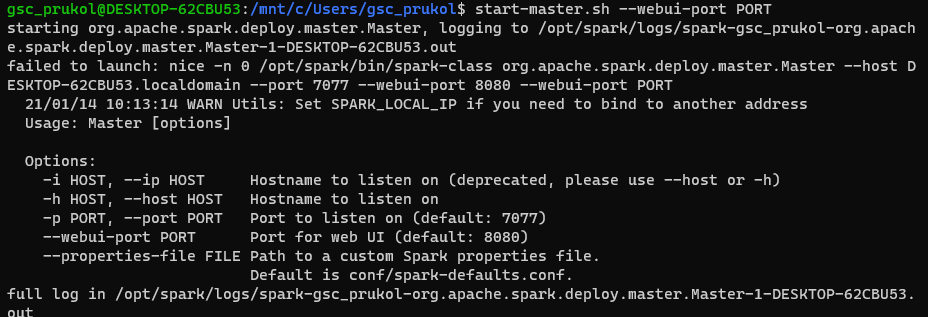 gsc_prukol@DESKTOP-62CBU53:/mnt/c/Users/gsc_prukol$ start-master.sh --webui-port PORT
starting org.apache.spark.deploy.master.Master, logging to /opt/spark/logs/spark-gsc_prukol-org.apach
e.spark.deploy.master.Master-1-DESKTOP-62CBU53.out
failed to launch: nice -n 0 /opt/spark/bin/spark-class org.apache.spark.deploy.master.Master --host D
ESKTOP-62CBU53.localdomain --port 7077 --webui-port 8080 --webui-port PORT
  21/01/14 10:13:14 WARN Utils: Set SPARK_LOCAL_IP if you need to bind to another address
  Usage: Master [options]

  Options:
    -i HOST, --ip HOST     Hostname to listen on (deprecated, please use --host or -h)
    -h HOST, --host HOST   Hostname to listen on
    -p PORT, --port PORT   Port to listen on (default: 7077)
    --webui-port PORT      Port for web UI (default: 8080)
    --properties-file FILE Path to a custom Spark properties file.
                           Default is conf/spark-defaults.conf.
full log in /opt/spark/logs/spark-gsc_prukol-org.apache.spark.deploy.master.Master-1-DESKTOP-62CBU53.
out